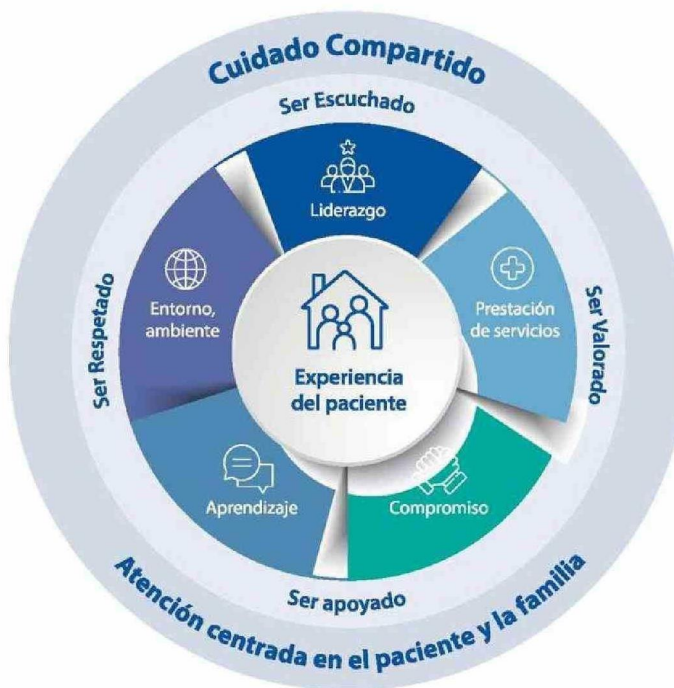 Cuidado Compartido
Ser Escuchado
Liderazgo
Entorno,
ambiente
Prestación
de servicios
Ser Respetado
Ser Valorado
Experiencia
del paciente
Aprendizaje
Compromiso
Ser apoyado
Atención centrada en el paciente y la familia